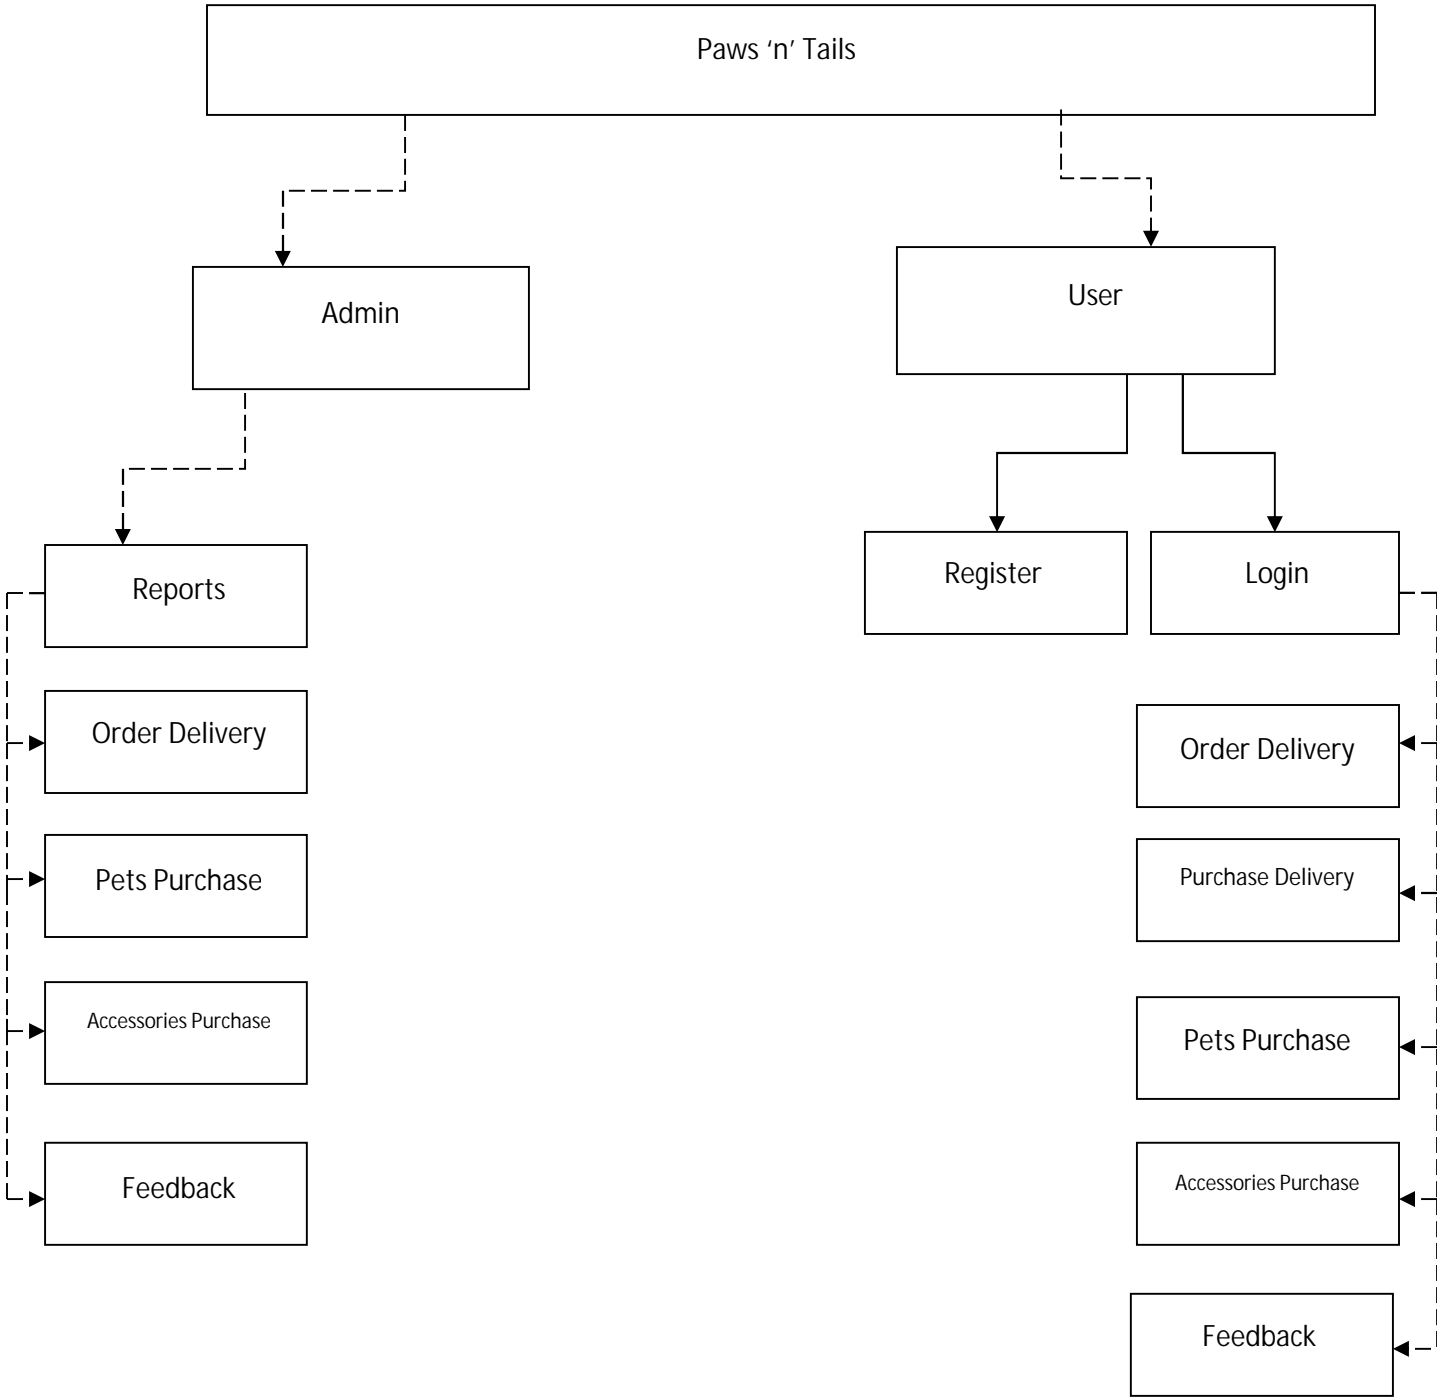 Paws ‘n’ Tails
Admin
User
Reports
Register
Login
Order Delivery
Pets Purchase
Accessories Purchase
Feedback
Order Delivery
Purchase Delivery
Pets Purchase
Accessories Purchase
Feedback